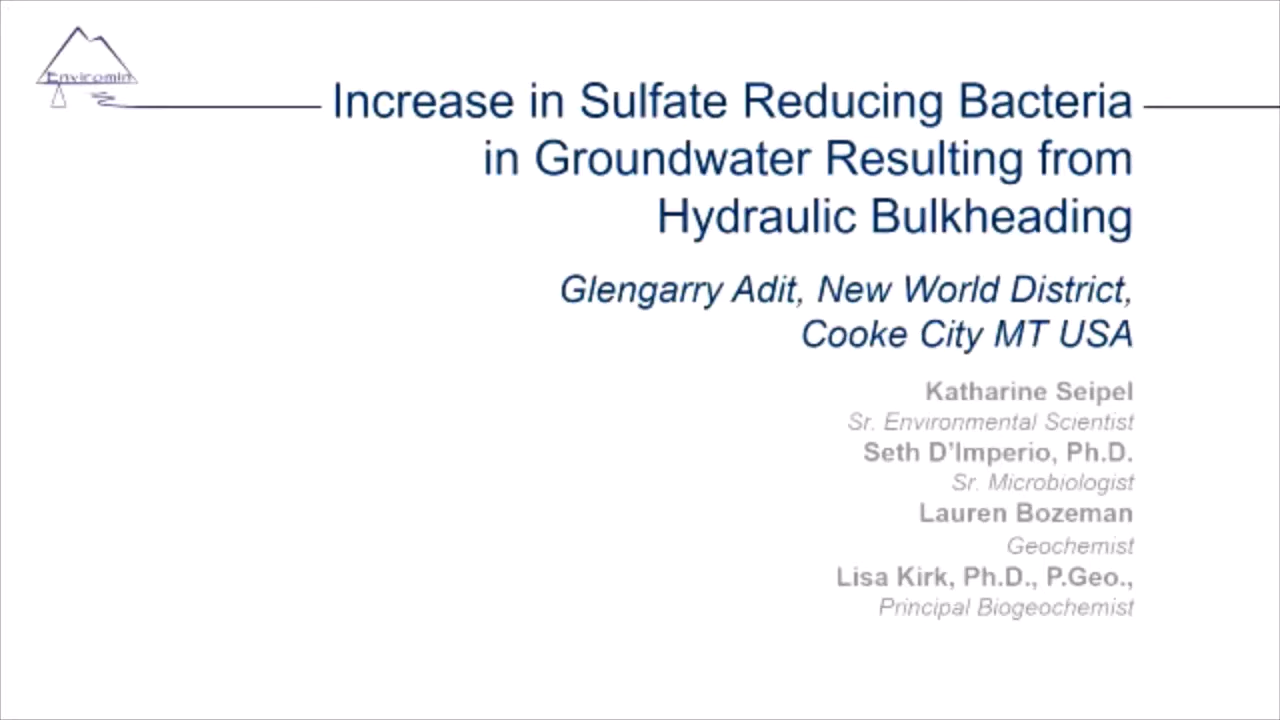 Enviromin
Increase in Sulfate Reducing Bacteria
in Groundwater Resulting from
Hydraulic Bulkheading
Glengarry Adit, New World District,
Cooke City MT USA
Katharine Seipel
Sr. Environmental Scientist
Seth D'Imperio, Ph.D.
Sr. Microbiologist
Lauren Bozeman
Geochemist
Lisa Kirk, Ph.D., P.Geo.,
Principal Biogeochemist